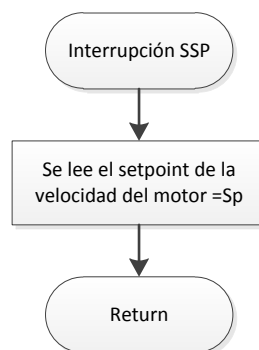 Interrupción SSP
Se lee el setpoint de la
velocidad del motor =Sp
Return